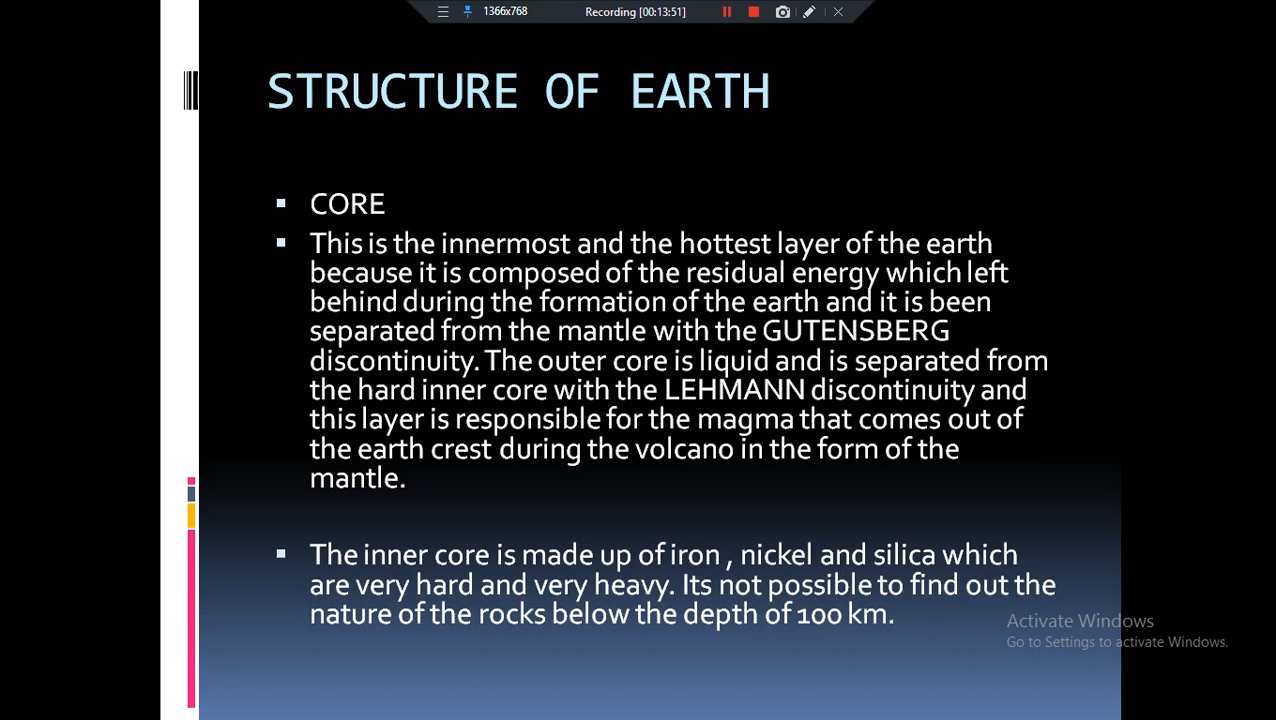 1366x768
Recording [00:13:51]
STRUCTURE OF EARTH
CORE
This is the innermost and the hottest layer of the earth
because it is composed of the residual energy which left
behind during the formation of the earth and it is been
separated from the mantle with the GUTENSBERG
discontinuity. The outer core is liquid and is separated from
the hard inner core with the LEHMANN discontinuity and
this layer is responsible for the magma that comes out of
the earth crest during the volcano in the form of the
mantle.
The inner core is made up of iron , nickel and silica which
are very hard and very heavy. Its not possible to find out the
nature of the rocks below the depth of 100 km.
Activate Windows
Go to Settings to activate Windows.